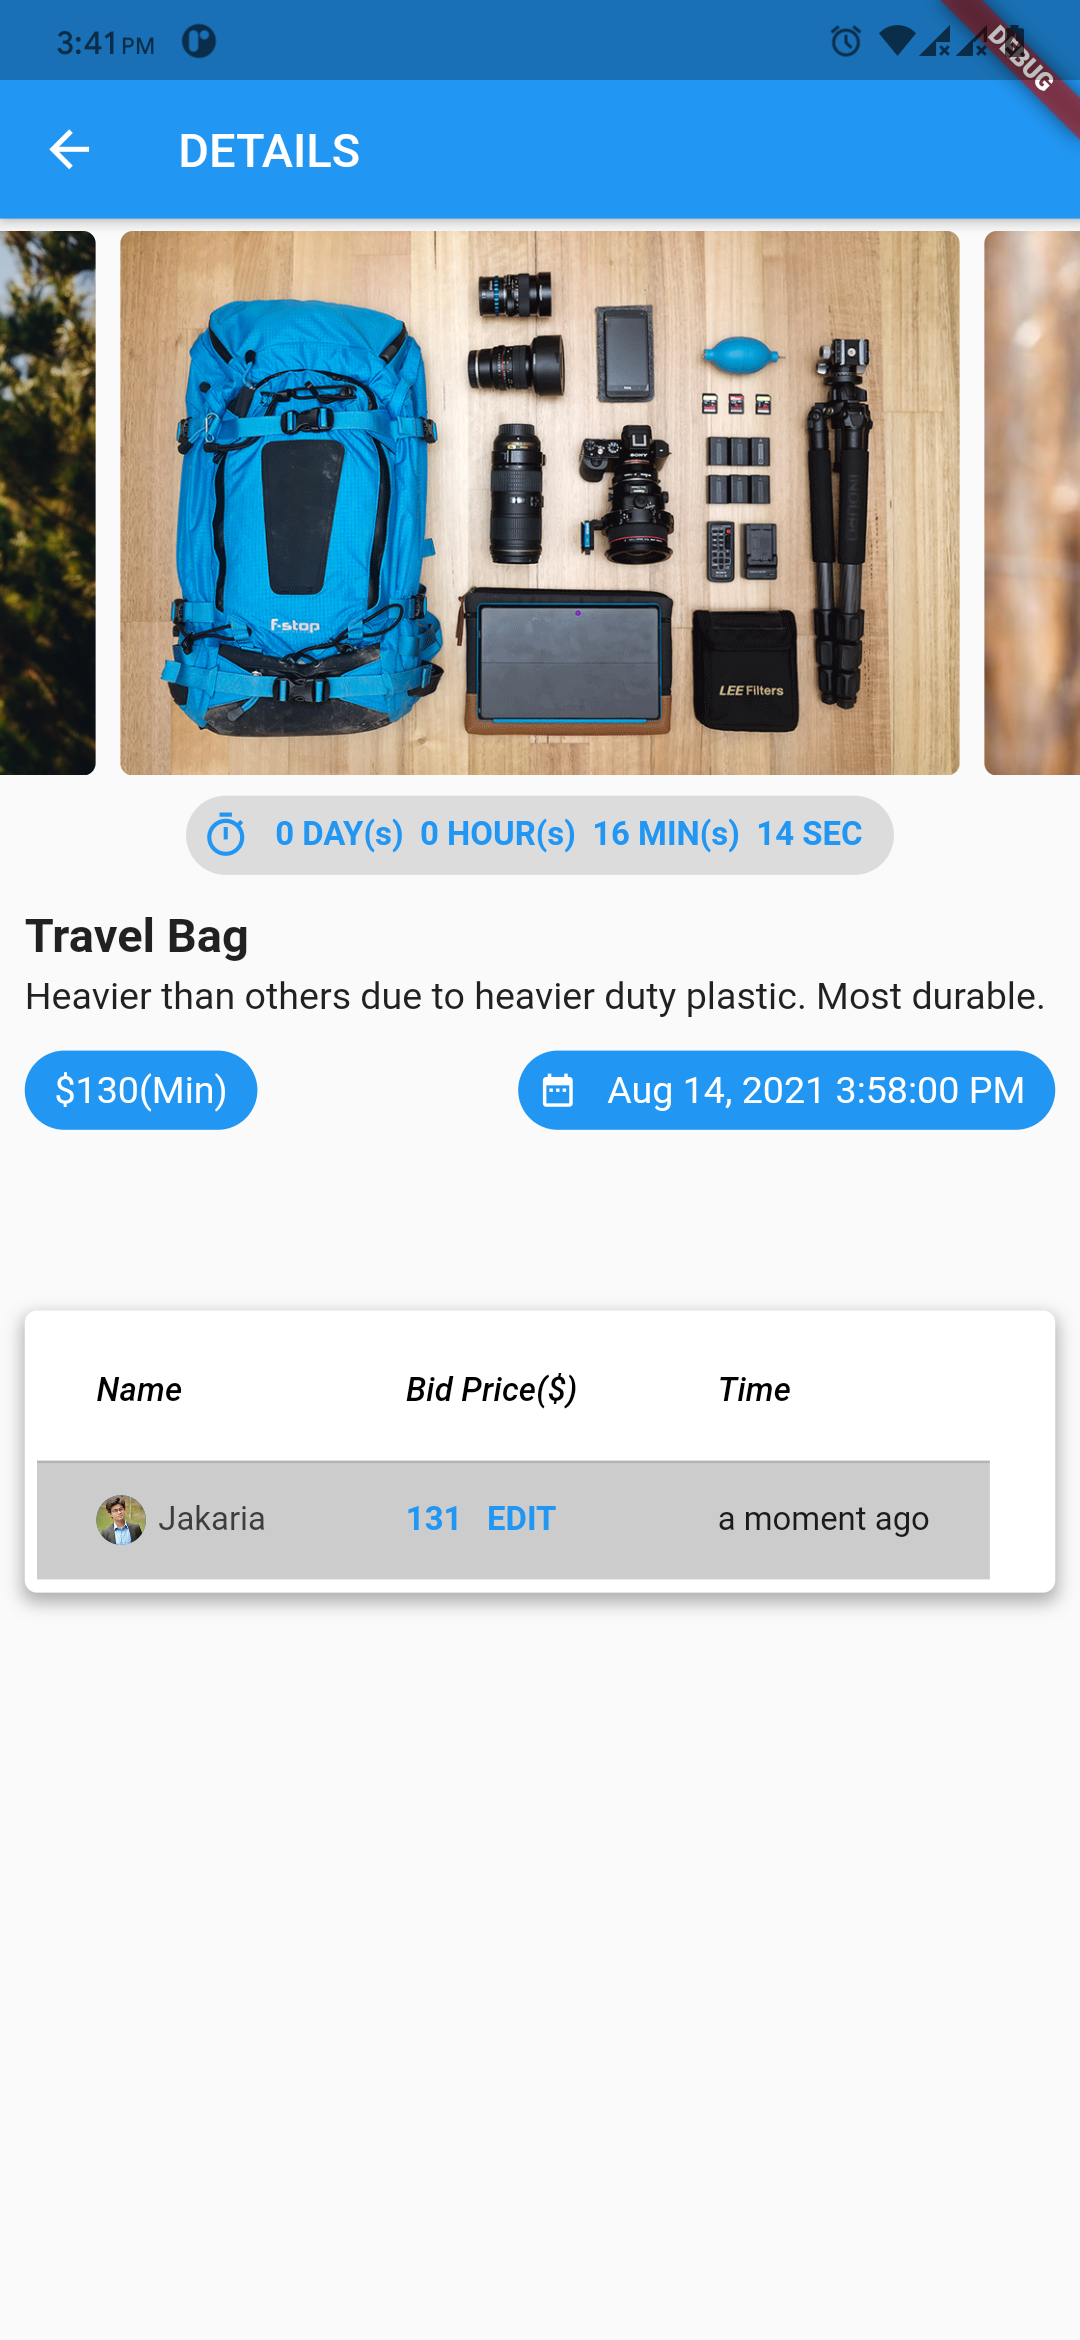 3:41 PM
DEBUG
DETAILS
SONY
f-stop
LEE Filters
0 DAY(s) 0 HOUR(s) 16 MIN(s) 14 SEC
Travel Bag
Heavier than others due to heavier duty plastic. Most durable.
$130(Min)
Aug 14, 2021 3:58:00 PM
Name Bid Price($) Time
Jakaria 131 EDIT a moment ago